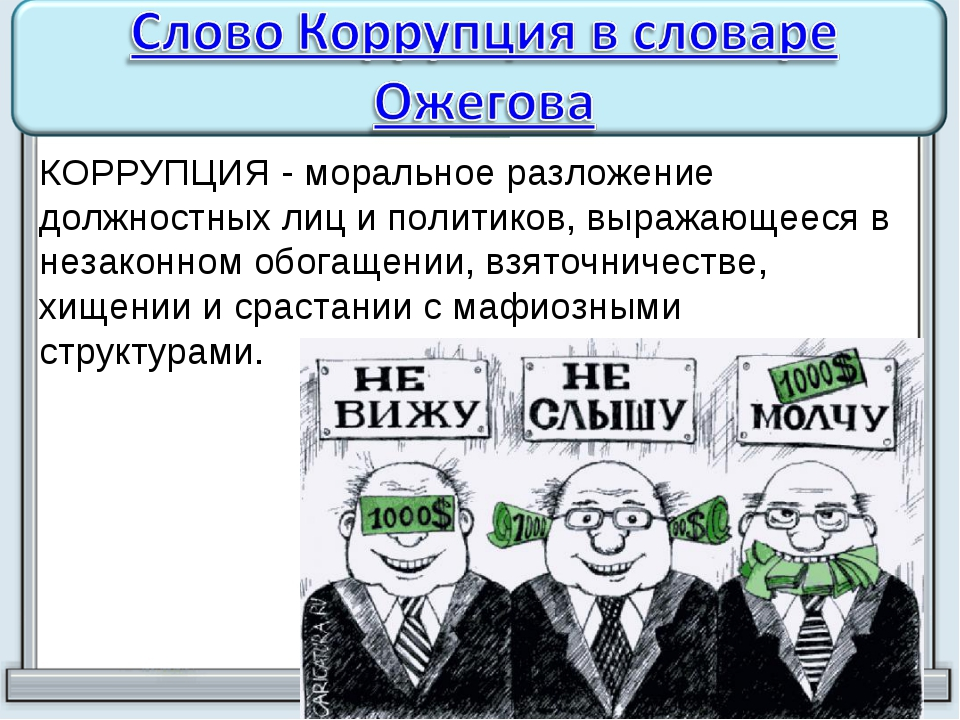 Слово Коррупция в словаре
Ожегова
КОРРУПЦИЯ - моральное разложение
должностных лиц и политиков, выражающееся в
незаконном обогащении, взяточничестве,
хищении и срастании с мафиозными
структурами.
НЕ
ВИЖУ
НЕ
СЛЫШУ
1000$
МОЛЧУ
1000$
1000
00$
CARICATURA.RU